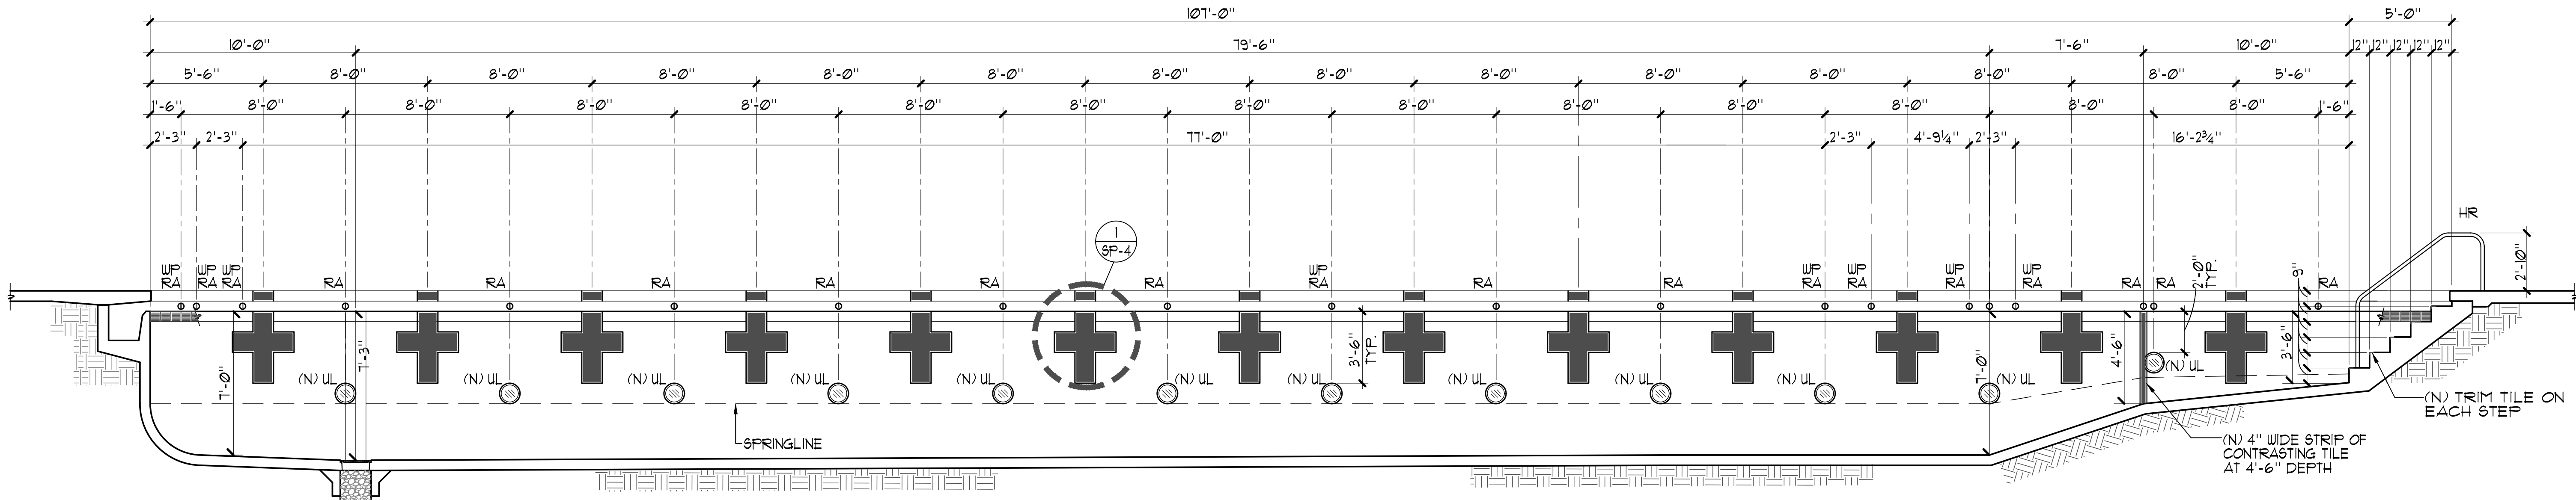 107'-0" 5'-0"
10'-0" 79'-6" 7'-6" 10'-0" 12" 12" 12" 12" 12"
5'-6" 8'-0" 8'-0" 8'-0" 8'-0" 8'-0" 8'-0" 8'-0" 8'-0" 8'-0" 8'-0" 8'-0" 8'-0" 5'-6"
1'-6" 8'-0" 8'-0" 8'-0" 8'-0" 8'-0" 8'-0" 8'-0" 8'-0" 8'-0" 8'-0" 8'-0" 8'-0" 8'-0" 1'-6"
2'-3" 2'-3" 77'-0" 2'-3" 4'-9¼" 2'-3" 16'-2¾"
HR
1
SP-4
WP WP WP WP WP WP WP WP
RA RA RA RA RA RA RA RA RA RA RA RA RA RA RA RA RA RA RA RA
2'-0"
TYP.
9"
2'-10"
7'-0"
7'-3"
3'-6"
TYP.
7'-0"
4'-6"
3'-6"
(N) UL
(N) UL (N) UL (N) UL (N) UL (N) UL (N) UL (N) UL (N) UL (N) UL (N) UL (N) UL
SPRINGLINE
(N) TRIM TILE ON
EACH STEP
(N) 4" WIDE STRIP OF
CONTRASTING TILE
AT 4'-6" DEPTH